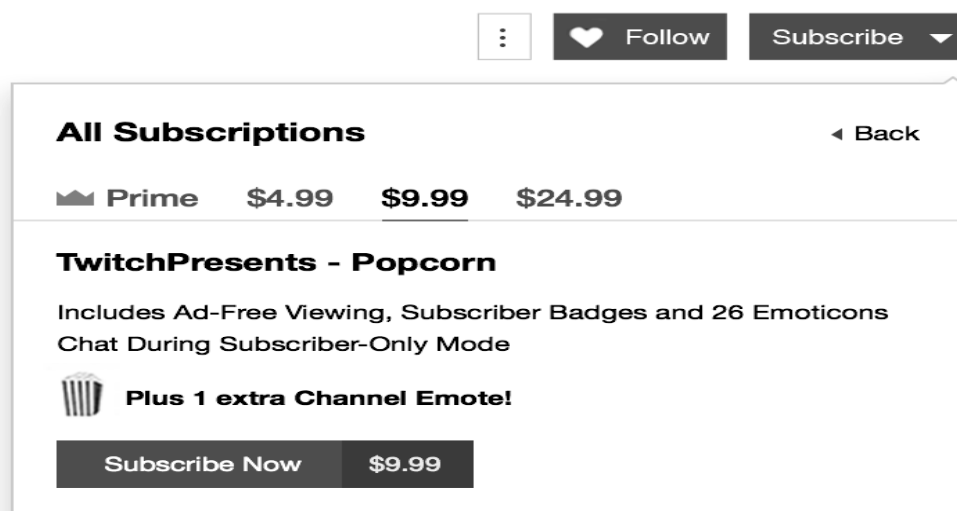 Follow
Subscribe
All Subscriptions
Back
Prime $4.99 $9.99 $24.99
TwitchPresents - Popcorn
Includes Ad-Free Viewing, Subscriber Badges and 26 Emoticons
Chat During Subscriber-Only Mode
Plus 1 extra Channel Emote!
Subscribe Now $9.99